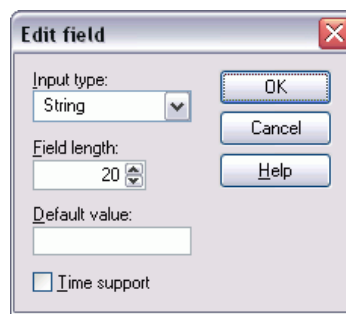 Edit field
Input type:
String
OK
Cancel
Field length:
20
Help
Default value:
Time support